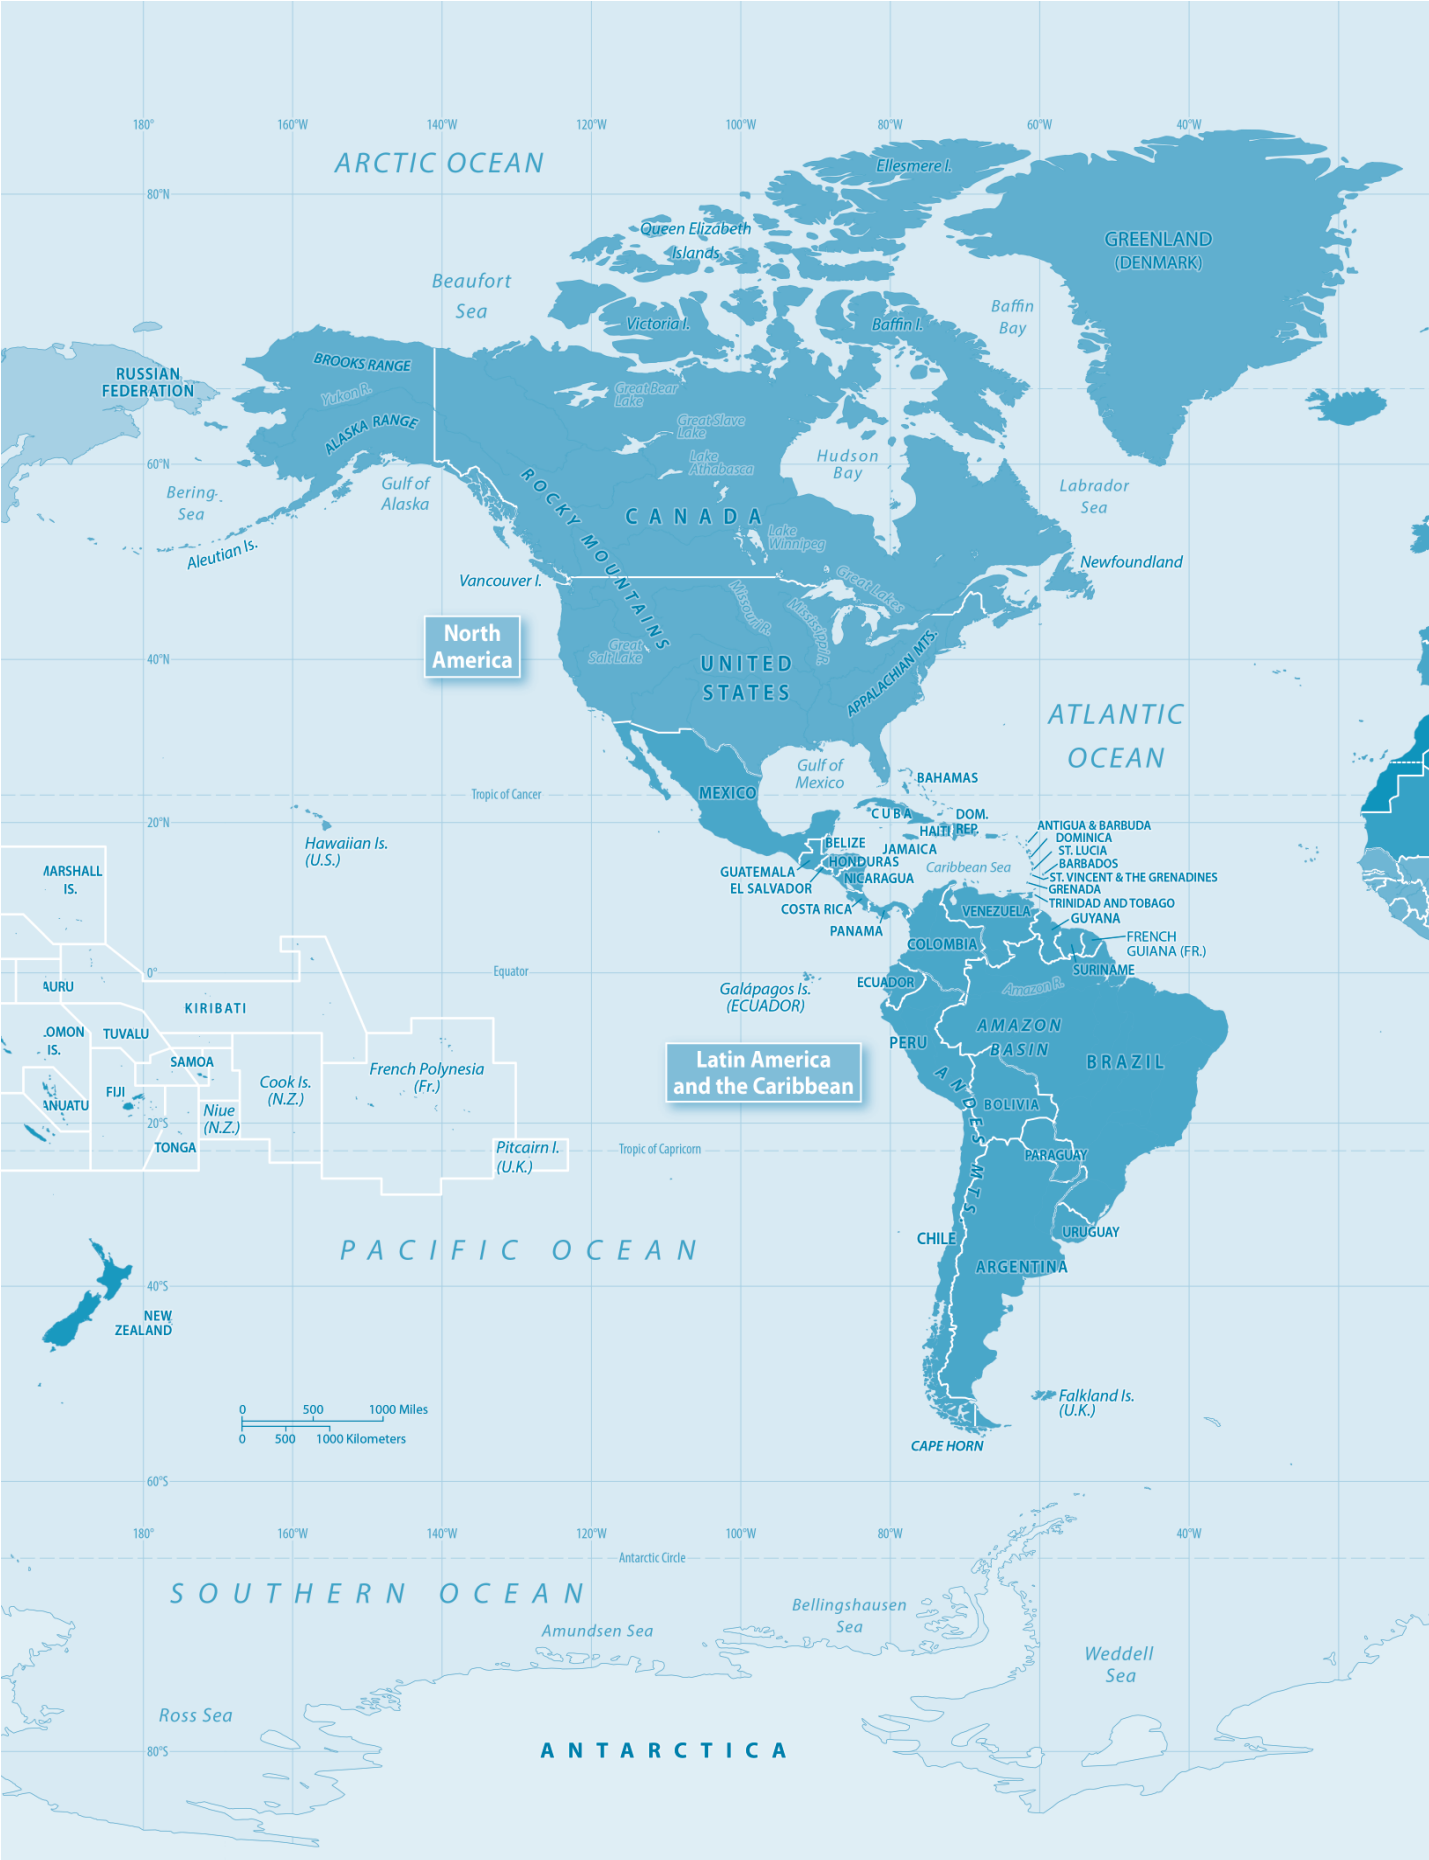 180°
160°W
140°W
120°W
100°W
80°W
60°W
40°W
ARCTIC OCEAN
Ellesmere I.
80°N
Queen Elizabeth
Islands
GREENLAND
(DENMARK)
Beaufort
Sea
Baffin
Bay
Victoria I.
Baffin I.
BROOKS RANGE
RUSSIAN
FEDERATION
Yukon R.
Great Bear
Lake
ALASKA RANGE
Great Slave
Lake
Lake
Athabasca
Hudson
Bay
60°N
Gulf of
Alaska
Bering
Sea
Labrador
Sea
ROCKY MOUNTAINS
CANADA
Lake
Winnipeg
Aleutian Is.
Newfoundland
Vancouver I.
Great Lakes
Missouri R.
Mississippi R.
North
America
Great
Salt Lake
40°N
UNITED
STATES
APPALACHIAN MTS.
ATLANTIC
OCEAN
Gulf of
Mexico
BAHAMAS
MEXICO
Tropic of Cancer
20°N
CUBA
DOM.
REP.
HAITI
Hawaiian Is.
(U.S.)
BELIZE
JAMAICA
ANTIGUA & BARBUDA
DOMINICA
ST. LUCIA
BARBADOS
ST. VINCENT & THE GRENADINES
GRENADA
TRINIDAD AND TOBAGO
HONDURAS
Caribbean Sea
GUATEMALA
NICARAGUA
EL SALVADOR
COSTA RICA
PANAMA
MARSHALL
IS.
VENEZUELA
GUYANA
FRENCH
GUIANA (FR.)
COLOMBIA
SURINAME
0°
Equator
AURU
Galápagos Is.
(ECUADOR)
ECUADOR
Amazon R.
KIRIBATI
.OMON
IS.
TUVALU
AMAZON
BASIN
PERU
BRAZIL
SAMOA
Latin America
and the Caribbean
French Polynesia
(Fr.)
Cook Is.
(N.Z.)
FIJI
ANUATU
Niue
(N.Z.)
ANDES MTS.
BOLIVIA
20°S
TONGA
Pitcairn I.
(U.K.)
Tropic of Capricorn
PARAGUAY
PACIFIC OCEAN
CHILE
URUGUAY
ARGENTINA
40°S
NEW
ZEALAND
0 500 1000 Miles
0 500 1000 Kilometers
Falkland Is.
(U.K.)
CAPE HORN
60°S
180°
160°W
140°W
120°W
100°W
80°W
40°W
Antarctic Circle
SOUTHERN OCEAN
Bellingshausen
Sea
Amundsen Sea
Weddell
Sea
Ross Sea
80°S
ANTARCTICA